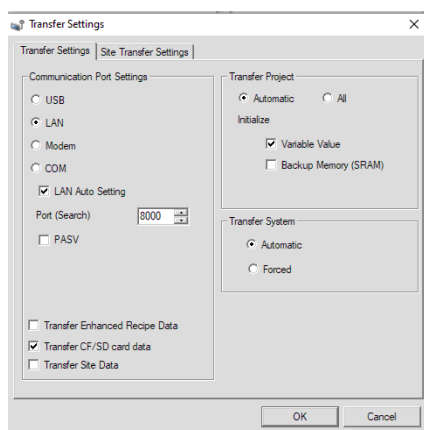 Transfer Settings
Transfer Settings
Site Transfer Settings
Communication Port Settings
USB
LAN
Modem
COM
LAN Auto Setting
Port (Search) 8000
PASV
Transfer Enhanced Recipe Data
Transfer CF/SD card data
Transfer Site Data
Transfer Project
Automatic All
Initialize
Variable Value
Backup Memory (SRAM)
Transfer System
Automatic
Forced
OK Cancel